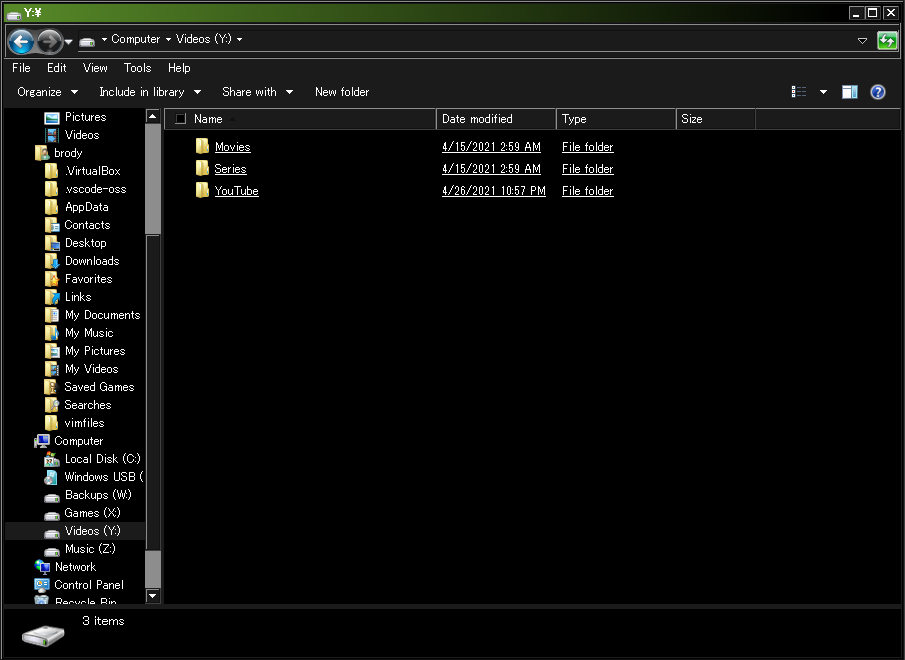 Y:¥
Computer Videos (Y:)
File Edit View Tools Help
Organize Include in library Share with New folder
Pictures
Videos
brody
.VirtualBox
.vscode-oss
AppData
Contacts
Desktop
Downloads
Favorites
Links
My Documents
My Music
My Pictures
My Videos
Saved Games
Searches
vimfiles
Computer
Local Disk (C:)
Windows USB (
Backups (W:)
Games (X:)
Videos (Y:)
Music (Z:)
Network
Control Panel
Recycle Bin
Name Date modified Type Size
Movies 4/15/2021 2:59 AM File folder
Series 4/15/2021 2:59 AM File folder
YouTube 4/26/2021 10:57 PM File folder
3 items